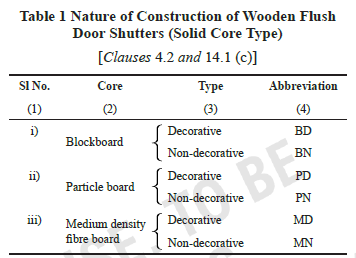 Table 1 Nature of Construction of Wooden Flush
Door Shutters (Solid Core Type)
[Clauses 4.2 and 14.1 (c)]
Sl No. Core Type Abbreviation
(1) (2) (3) (4)
i) Blockboard Decorative BD
Non-decorative BN
ii) Particle board Decorative PD
Non-decorative PN
iii) Medium density fibre board Decorative MD
Non-decorative MN
TO BE